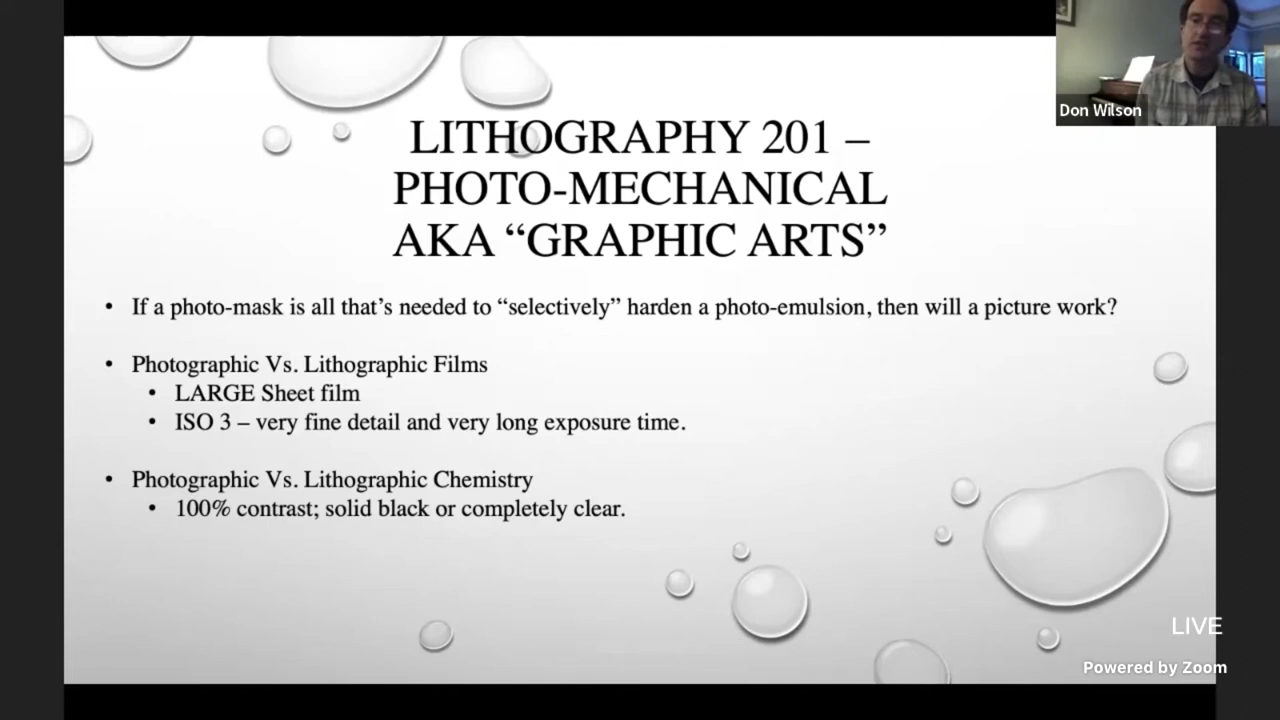 Don Wilson
LITHOGRAPHY 201 –
PHOTO-MECHANICAL
AKA “GRAPHIC ARTS”
• If a photo-mask is all that’s needed to “selectively” harden a photo-emulsion, then will a picture work?
• Photographic Vs. Lithographic Films
• LARGE Sheet film
• ISO 3 – very fine detail and very long exposure time.
• Photographic Vs. Lithographic Chemistry
• 100% contrast; solid black or completely clear.
LIVE
Powered by Zoom